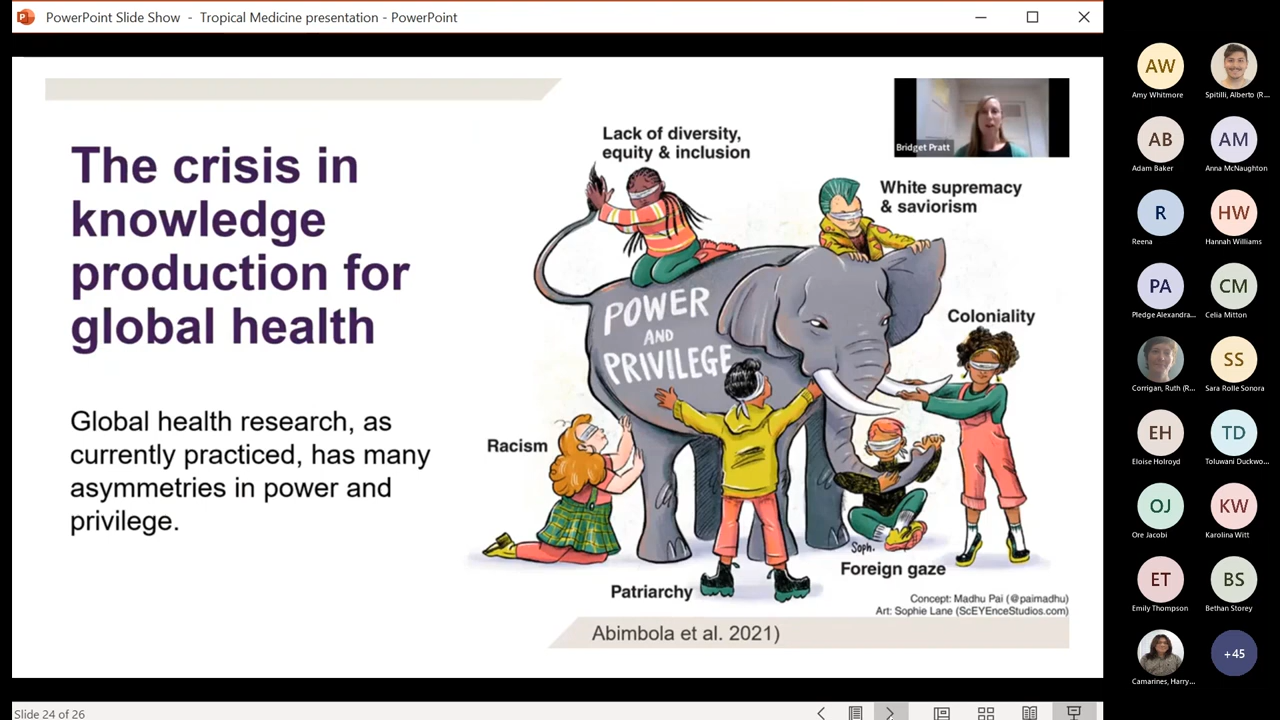 PowerPoint Slide Show - Tropical Medicine presentation - PowerPoint
The crisis in
knowledge
production for
global health
Global health research, as
currently practiced, has many
asymmetries in power and
privilege.
Lack of diversity,
equity & inclusion
White supremacy
& saviorism
Coloniality
POWER
AND
PRIVILEGE
Racism
Patriarchy
Foreign gaze
Soph.
Concept: Madhu Pai (@paimadhu)
Art: Sophie Lane (ScEYEnceStudios.com)
Abimbola et al. 2021)
Bridget Pratt
AW
Amy Whitmore
Spitilli, Alberto (R...
AB
Adam Baker
AM
Anna McNaughton
R
Reena
HW
Hannah Williams
PA
Pledge Alexandra...
CM
Celia Mitton
Corrigan, Ruth (R...
SS
Sara Rolle Sonora
EH
Eloise Holroyd
TD
Toluwani Duckwo...
OJ
Ore Jacobi
KW
Karolina Witt
ET
Emily Thompson
BS
Bethan Storey
Camarines, Harry...
+45
Slide 24 of 26